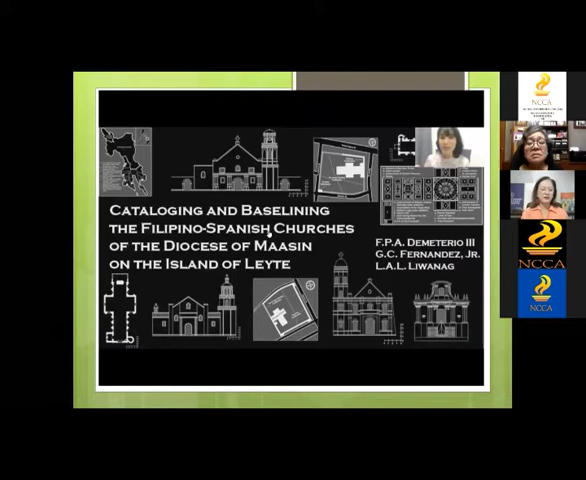 Cataloging and Baselining
the Filipino-Spanish Churches
of the Diocese of Maasin
on the Island of Leyte
F.P.A. Demeterio III
G.C. Fernandez, Jr.
L.A.L. Liwanag
NCCA
NCCA
NCCA